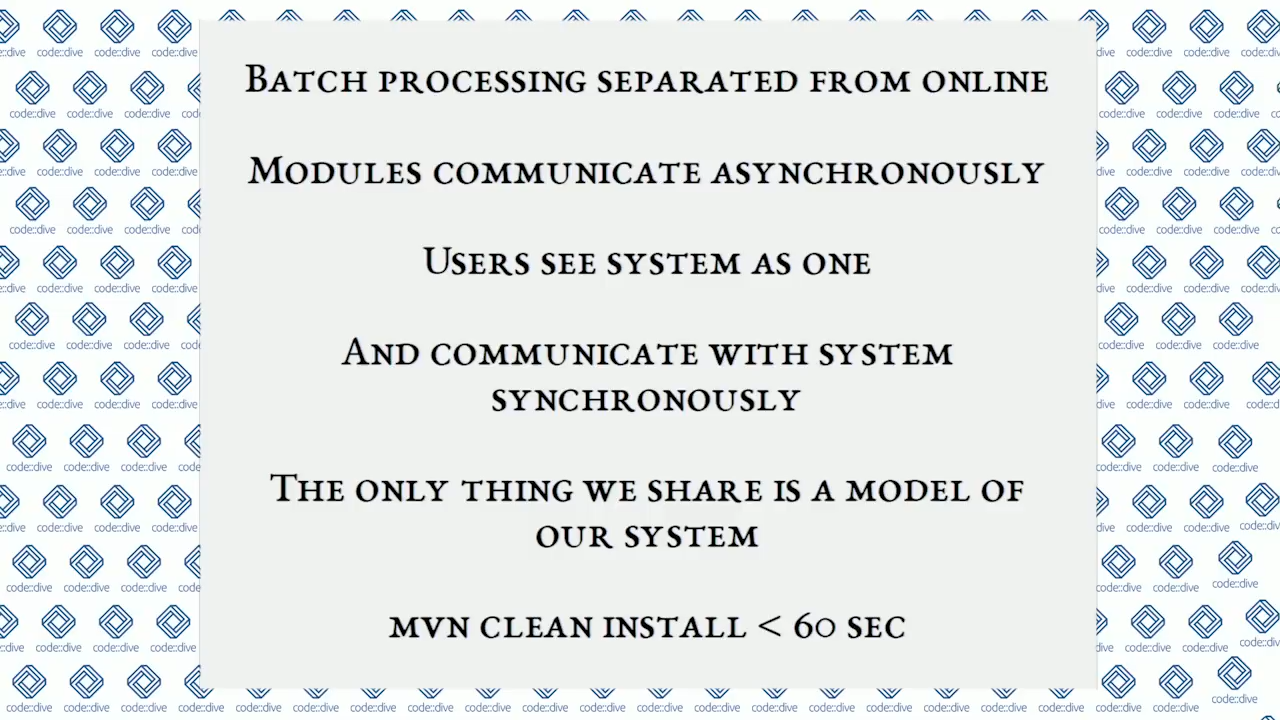 Batch processing separated from online
Modules communicate asynchronously
Users see system as one
And communicate with system
synchronously
The only thing we share is a model of
our system
mvn clean install < 60 sec
code::dive